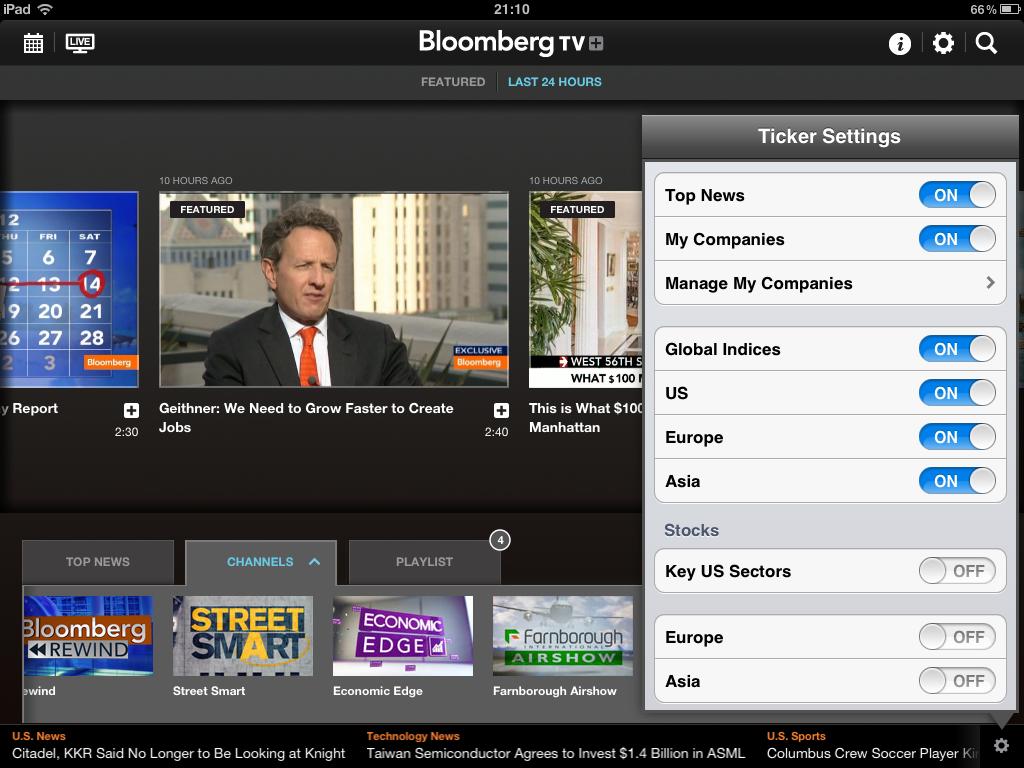 iPad
21:10
66%
LIVE
Bloomberg TV+
FEATURED
LAST 24 HOURS
12
THU FRI SAT
5 6 7
12 13 14
19 20 21
26 27 28
2 3
Bloomberg
y Report
2:30
10 HOURS AGO
FEATURED
EXCLUSIVE
Bloomberg
Geithner: We Need to Grow Faster to Create
Jobs
2:40
10 HOURS AGO
FEATURED
WEST 56TH S
WHAT $100 M
This is What $100
Manhattan
Ticker Settings
Top News ON
My Companies ON
Manage My Companies
Global Indices ON
US ON
Europe ON
Asia ON
Stocks
Key US Sectors OFF
Europe OFF
Asia OFF
TOP NEWS
CHANNELS
PLAYLIST
4
Bloomberg
REWIND
ewind
STREET
SMART
Street Smart
ECONOMIC
EDGE
Economic Edge
Farnborough
INTERNATIONAL
AIRSHOW
Farnborough Airshow
U.S. News
Citadel, KKR Said No Longer to Be Looking at Knight
Technology News
Taiwan Semiconductor Agrees to Invest $1.4 Billion in ASML
U.S. Sports
Columbus Crew Soccer Player Ki